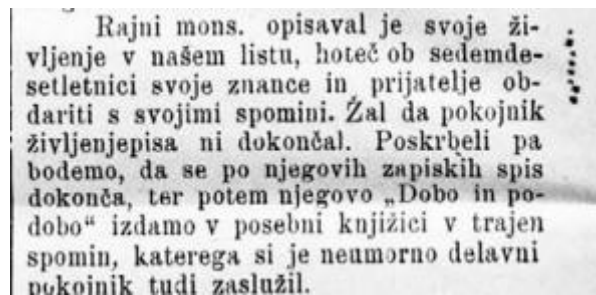 Rajni mons. opisaval je svoje ži-
vljenje v našem listu, hoteč ob sedemde-
setletnici svoje znance in prijatelje ob-
dariti s svojimi spomini. Žal da pokojnik
življenjepisa ni dokončal. Poskrbeli pa
bodemo, da se po njegovih zapiskih spis
dokonča, ter potem njegovo „Dobo in po-
dobo“ izdamo v posebni knjižici v trajen
spomin, katerega si je neumorno delavni
pokojnik tudi zaslužil.